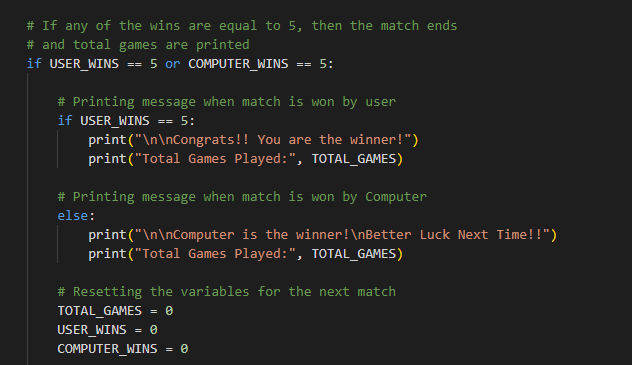 # If any of the wins are equal to 5, then the match ends
# and total games are printed
if USER_WINS == 5 or COMPUTER_WINS == 5:
# Printing message when match is won by user
if USER_WINS == 5:
print("\n\nCongrats!! You are the winner!")
print("Total Games Played:", TOTAL_GAMES)
# Printing message when match is won by Computer
else:
print("\n\nComputer is the winner!\nBetter Luck Next Time!!")
print("Total Games Played:", TOTAL_GAMES)
# Resetting the variables for the next match
TOTAL_GAMES = 0
USER_WINS = 0
COMPUTER_WINS = 0